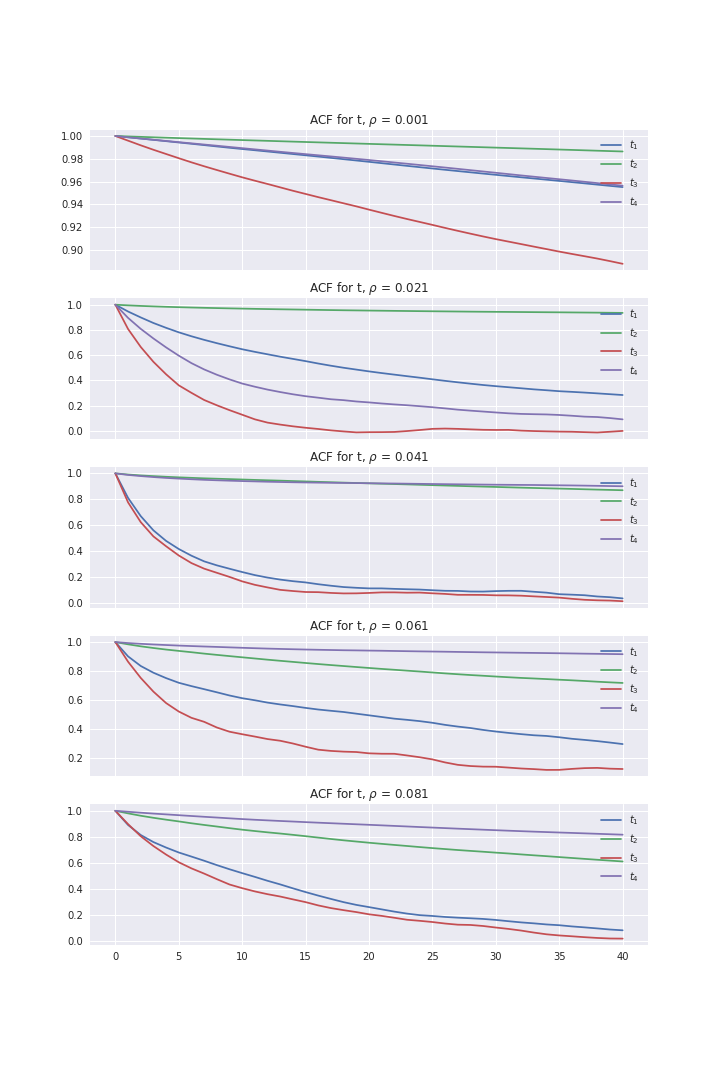 ACF for t, ρ = 0.001
1.00
0.98
0.96
0.94
0.92
0.90
t₁
t₂
t₃
t₄
ACF for t, ρ = 0.021
1.0
0.8
0.6
0.4
0.2
0.0
t₁
t₂
t₃
t₄
ACF for t, ρ = 0.041
1.0
0.8
0.6
0.4
0.2
0.0
t₁
t₂
t₃
t₄
ACF for t, ρ = 0.061
1.0
0.8
0.6
0.4
0.2
t₁
t₂
t₃
t₄
ACF for t, ρ = 0.081
1.0
0.8
0.6
0.4
0.2
0.0
t₁
t₂
t₃
t₄
0 5 10 15 20 25 30 35 40